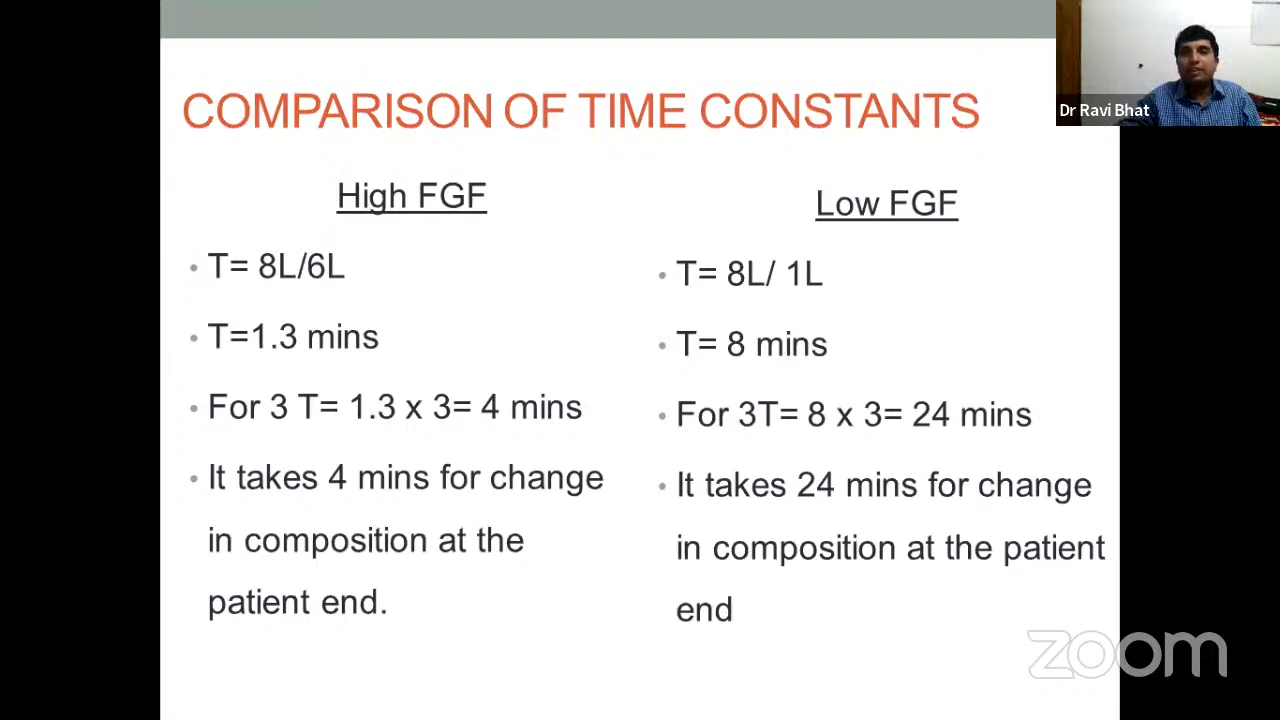 COMPARISON OF TIME CONSTANTS
Dr Ravi Bhat
High FGF
• T= 8L/6L
• T=1.3 mins
• For 3 T= 1.3 x 3= 4 mins
• It takes 4 mins for change
in composition at the
patient end.
Low FGF
• T= 8L/ 1L
• T= 8 mins
• For 3T= 8 x 3= 24 mins
• It takes 24 mins for change
in composition at the patient
end
zoom